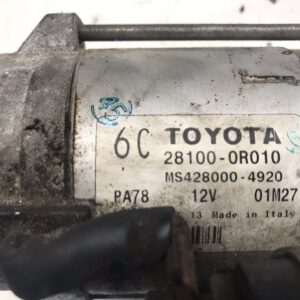 6C TOYOTA
28100-0R010
MS428000-4920
PA78 12V 01M27
13 Made in Italy